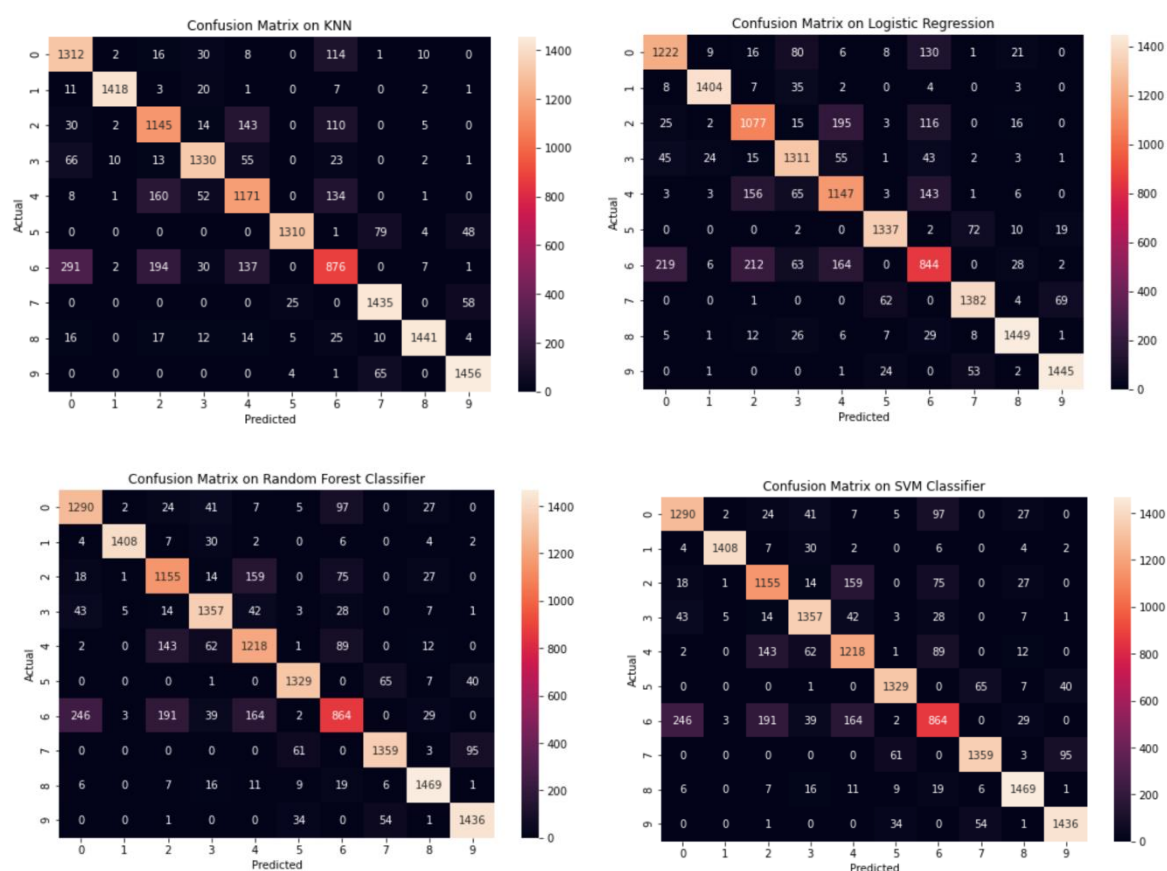 Confusion Matrix on KNN
0 1312 2 16 30 8 0 114 1 10 0
1 11 1418 3 20 1 0 7 0 2 1
2 30 2 1145 14 143 0 110 0 5 0
3 66 10 13 1330 55 0 23 0 2 1
4 8 1 160 52 1171 0 134 0 1 0
5 0 0 0 0 0 1310 1 79 4 48
6 291 2 194 30 137 0 876 0 7 1
7 0 0 0 0 0 25 0 1435 0 58
8 16 0 17 12 14 5 25 10 1441 4
9 0 0 0 0 0 4 1 65 0 1456
0 1 2 3 4 5 6 7 8 9
Predicted
Actual
1400
1200
1000
800
600
400
200
0
Confusion Matrix on Logistic Regression
0 1222 9 16 80 6 8 130 1 21 0
1 8 1404 7 35 2 0 4 0 3 0
2 25 2 1077 15 195 3 116 0 16 0
3 45 24 15 1311 55 1 43 2 3 1
4 3 3 156 65 1147 3 143 1 6 0
5 0 0 0 2 0 1337 2 72 10 19
6 219 6 212 63 164 0 844 0 28 2
7 0 0 1 0 0 62 0 1382 4 69
8 5 1 12 26 6 7 29 8 1449 1
9 0 1 0 0 1 24 0 53 2 1445
0 1 2 3 4 5 6 7 8 9
Predicted
Actual
1400
1200
1000
800
600
400
200
0
Confusion Matrix on Random Forest Classifier
0 1290 2 24 41 7 5 97 0 27 0
1 4 1408 7 30 2 0 6 0 4 2
2 18 1 1155 14 159 0 75 0 27 0
3 43 5 14 1357 42 3 28 0 7 1
4 2 0 143 62 1218 1 89 0 12 0
5 0 0 0 1 0 1329 0 65 7 40
6 246 3 191 39 164 2 864 0 29 0
7 0 0 0 0 0 61 0 1359 3 95
8 6 0 7 16 11 9 19 6 1469 1
9 0 0 1 0 0 34 0 54 1 1436
0 1 2 3 4 5 6 7 8 9
Predicted
Actual
1400
1200
1000
800
600
400
200
0
Confusion Matrix on SVM Classifier
0 1290 2 24 41 7 5 97 0 27 0
1 4 1408 7 30 2 0 6 0 4 2
2 18 1 1155 14 159 0 75 0 27 0
3 43 5 14 1357 42 3 28 0 7 1
4 2 0 143 62 1218 1 89 0 12 0
5 0 0 0 1 0 1329 0 65 7 40
6 246 3 191 39 164 2 864 0 29 0
7 0 0 0 0 0 61 0 1359 3 95
8 6 0 7 16 11 9 19 6 1469 1
9 0 0 1 0 0 34 0 54 1 1436
0 1 2 3 4 5 6 7 8 9
Predicted
Actual
1400
1200
1000
800
600
400
200
0